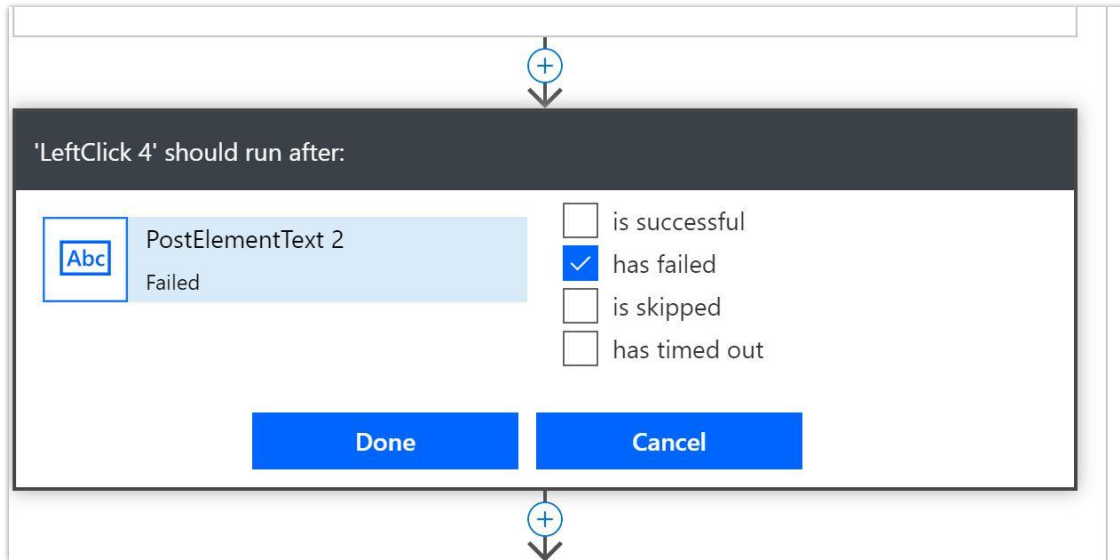 'LeftClick 4' should run after:
Abc
PostElementText 2
Failed
is successful
has failed
is skipped
has timed out
Done
Cancel